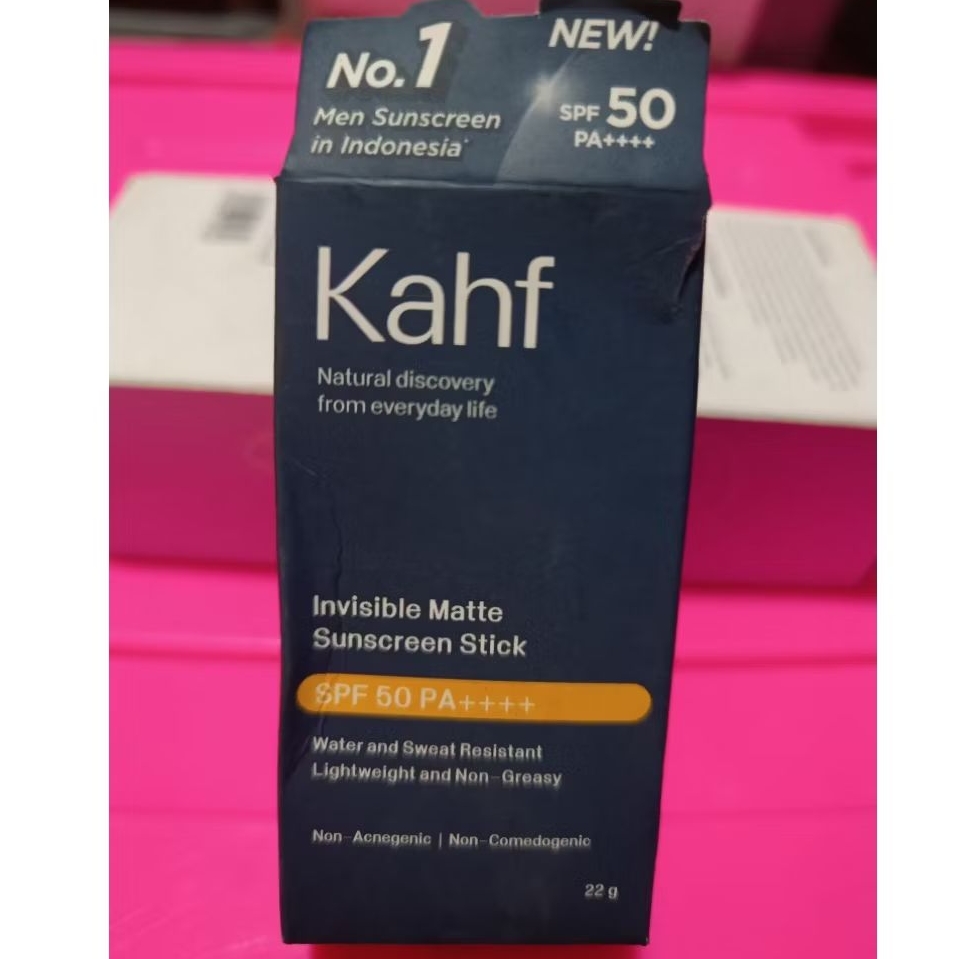 No.1
Men Sunscreen
in Indonesia*
NEW!
SPF 50
PA++++
Kahf
Natural discovery
from everyday life
Invisible Matte
Sunscreen Stick
SPF 50 PA++++
Water and Sweat Resistant
Lightweight and Non-Greasy
Non-Acnegenic | Non-Comedogenic
22 g